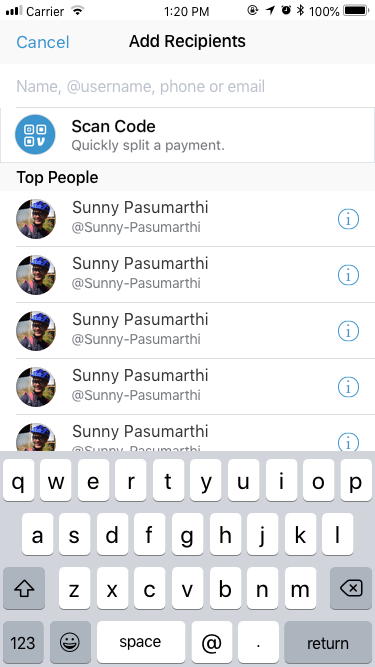 Carrier 1:20 PM 100%
Cancel Add Recipients
Name, @username, phone or email
Scan Code
Quickly split a payment.
Top People
Sunny Pasumarthi
@Sunny-Pasumarthi
Sunny Pasumarthi
@Sunny-Pasumarthi
Sunny Pasumarthi
@Sunny-Pasumarthi
Sunny Pasumarthi
@Sunny-Pasumarthi
Sunny Pasumarthi
@Sunny-Pasumarthi
q w e r t y u i o p
a s d f g h j k l
z x c v b n m
123 space @ . return